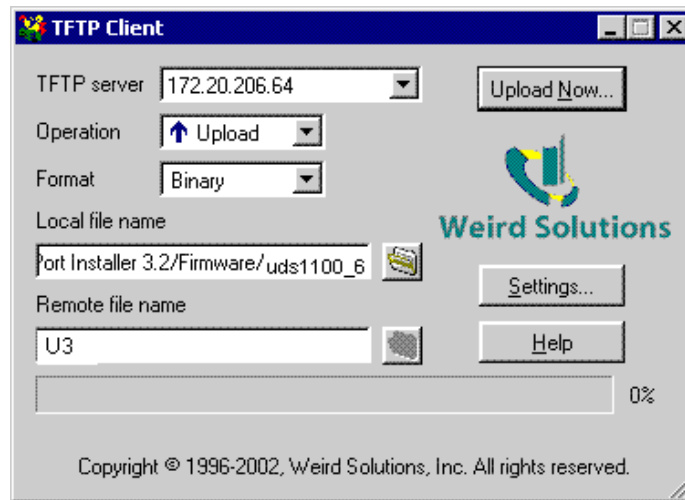 TFTP Client
TFTP server 172.20.206.64 Upload Now...
Operation Upload
Format Binary
Weird Solutions
Local file name
Port Installer 3.2/Firmware/uds1100_6
Settings...
Remote file name
U3
Help
0%
Copyright © 1996-2002, Weird Solutions, Inc. All rights reserved.